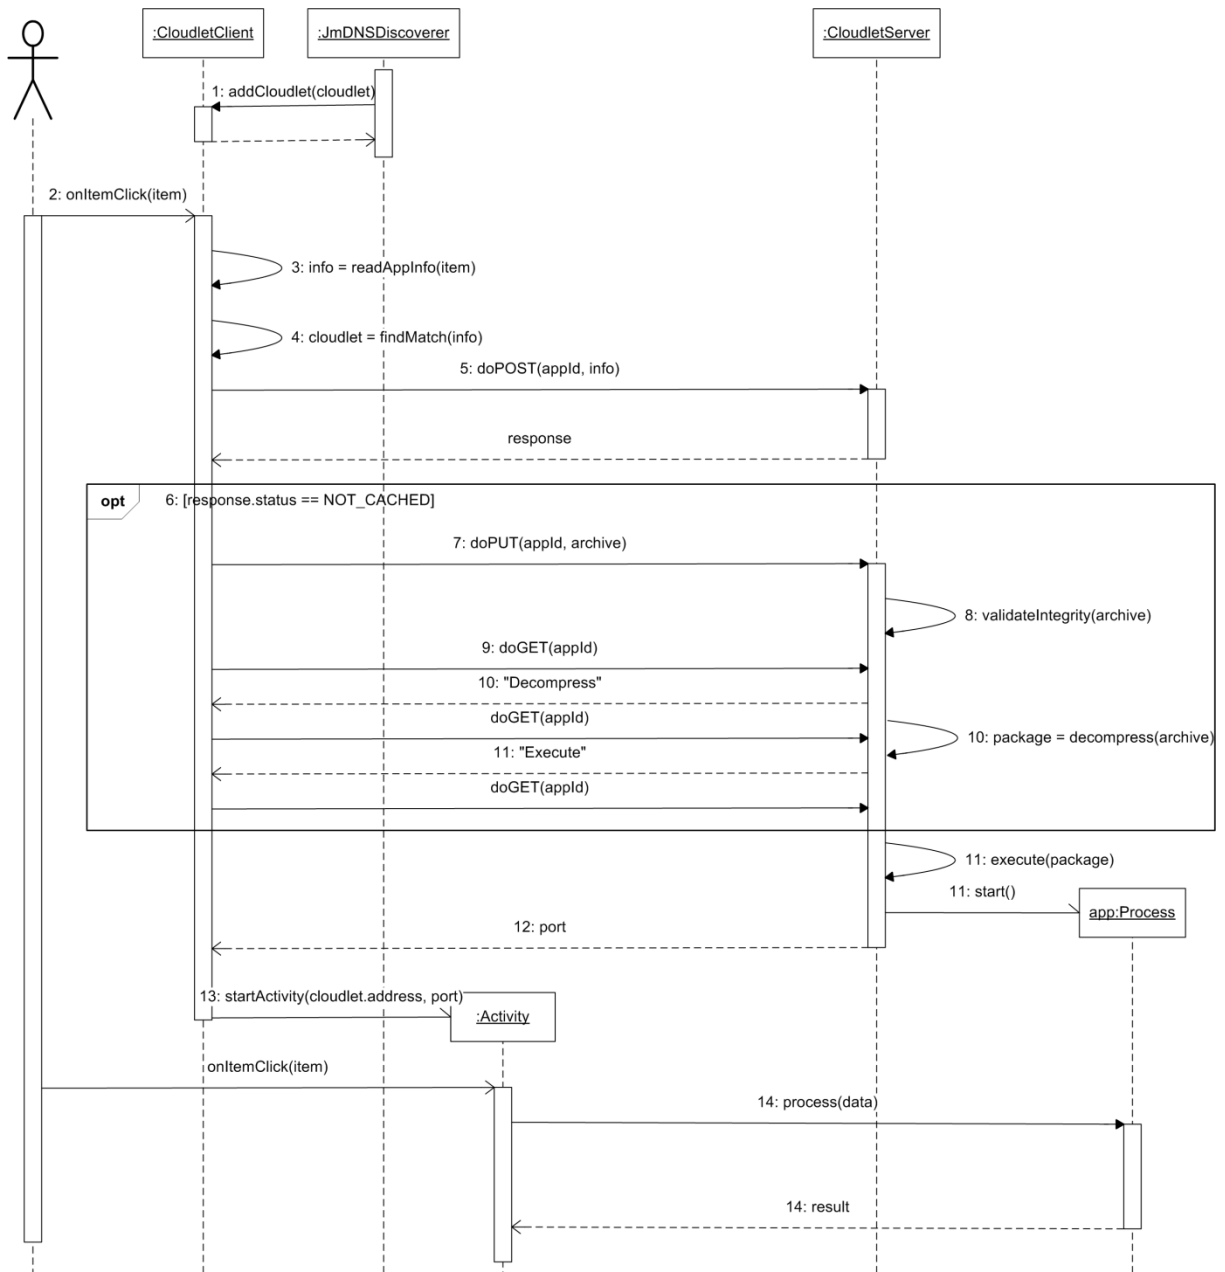 :CloudletClient
:JmDNSDiscoverer
:CloudletServer
1: addCloudlet(cloudlet)
2: onItemClick(item)
3: info = readAppInfo(item)
4: cloudlet = findMatch(info)
5: doPOST(appId, info)
response
opt
6: [response.status == NOT_CACHED]
7: doPUT(appId, archive)
8: validateIntegrity(archive)
9: doGET(appId)
10: "Decompress"
doGET(appId)
10: package = decompress(archive)
11: "Execute"
doGET(appId)
11: execute(package)
11: start()
app:Process
12: port
13: startActivity(cloudlet.address, port)
:Activity
onItemClick(item)
14: process(data)
14: result